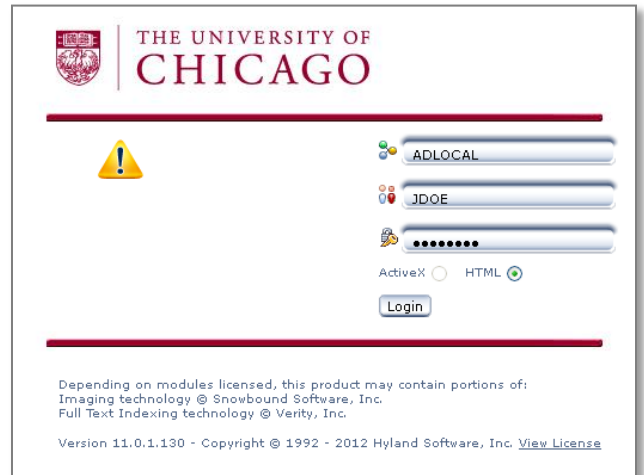 THE UNIVERSITY OF
CHICAGO
ADLOCAL
JDOE
••••••••
ActiveX HTML
Login
Depending on modules licensed, this product may contain portions of:
Imaging technology @ Snowbound Software, Inc.
Full Text Indexing technology @ Verity, Inc.
Version 11.0.1.130 - Copyright © 1992 - 2012 Hyland Software, Inc. View License